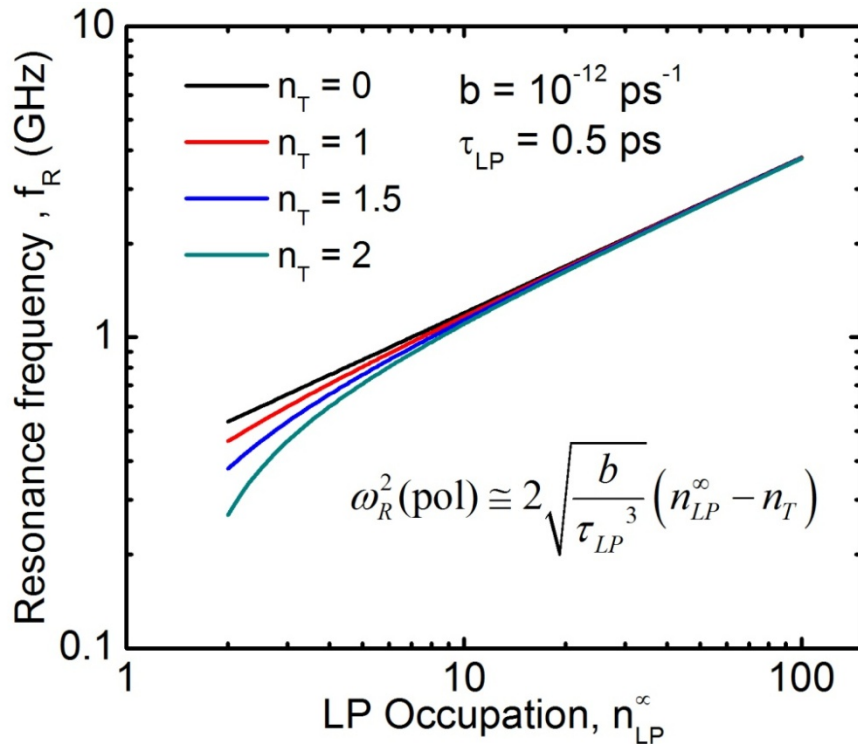 10
1
0.1
Resonance frequency , f_R (GHz)
n_T = 0
n_T = 1
n_T = 1.5
n_T = 2
b = 10^-12 ps^-1
τ_LP = 0.5 ps
ω_R^2(pol) ≅ 2√(b/τ_LP^3) (n_LP^∞ − n_T)
1 10 100
LP Occupation, n_LP^∞